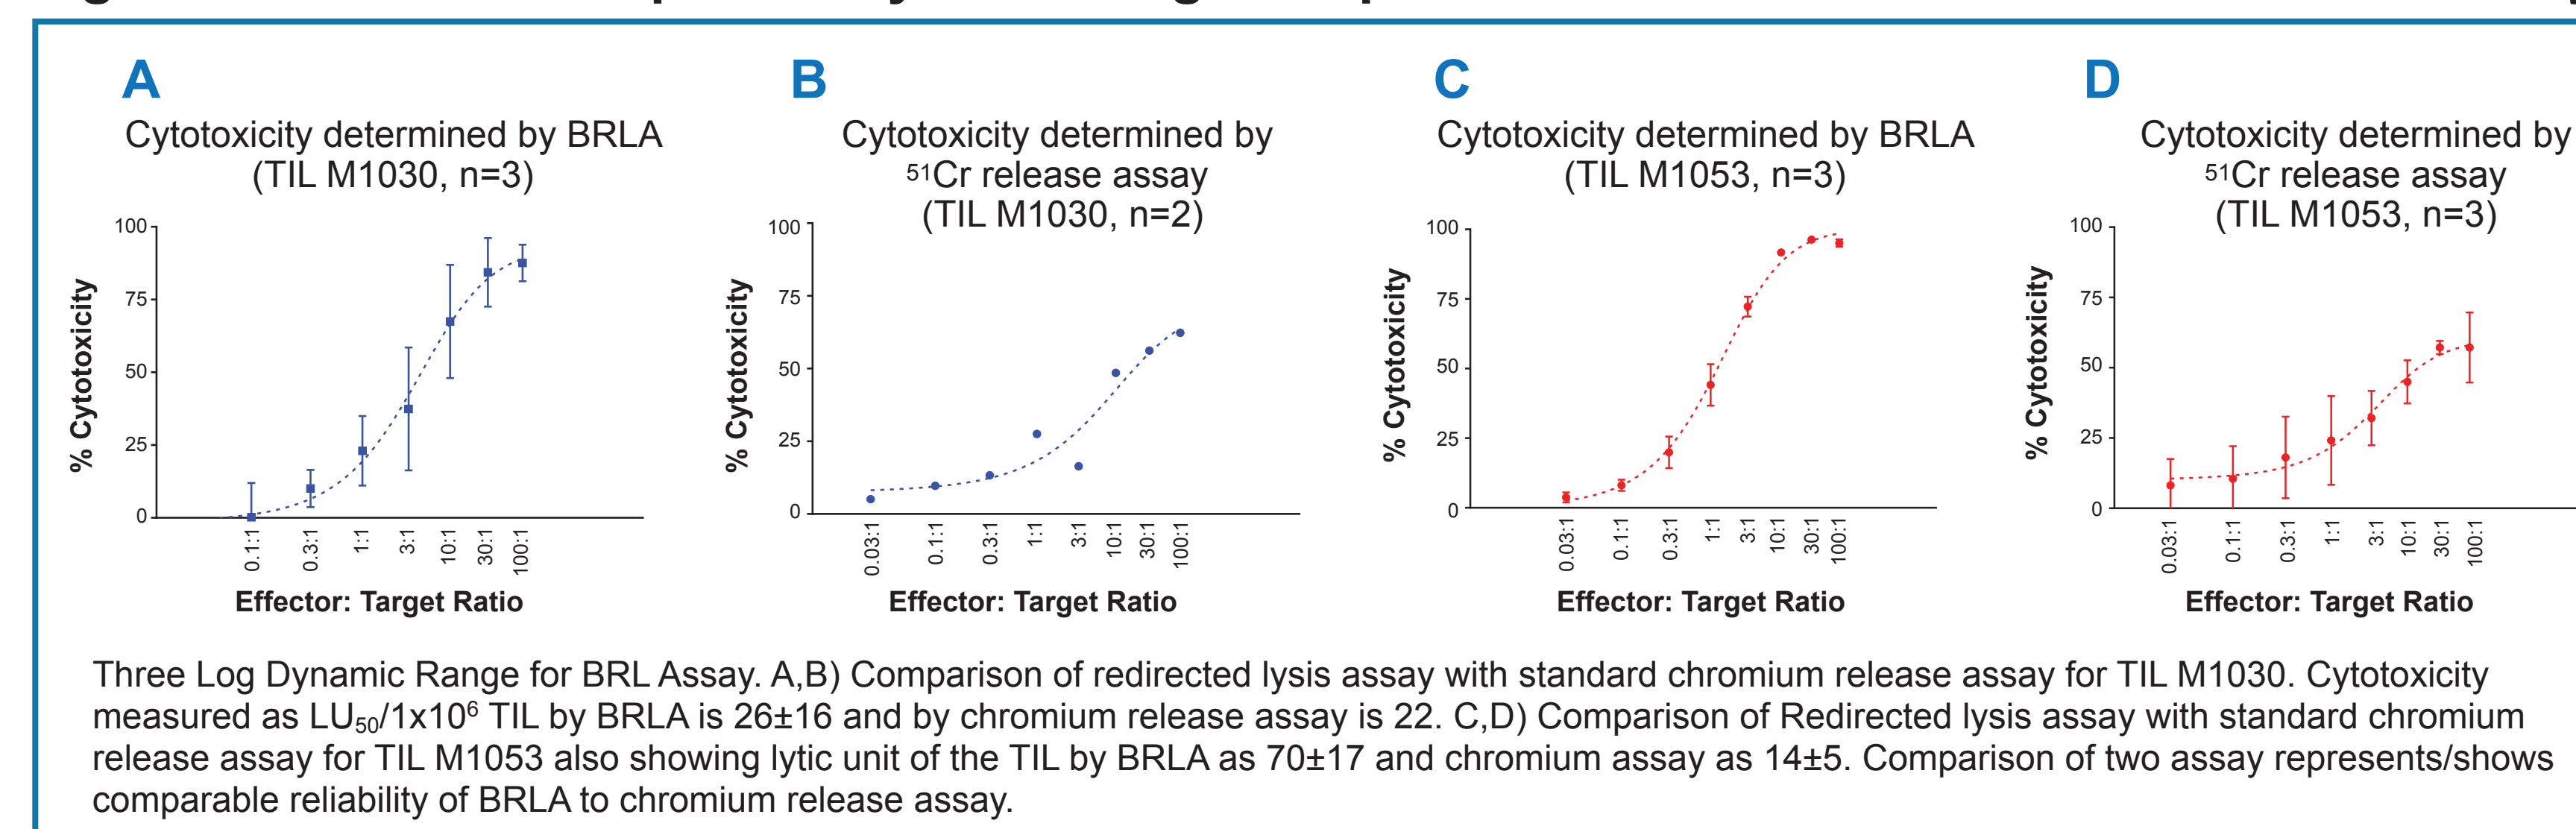 A
Cytotoxicity determined by BRLA
(TIL M1030, n=3)
% Cytotoxicity
100
75
50
25
0
0.1:1
0.3:1
1:1
3:1
10:1
30:1
100:1
Effector: Target Ratio
B
Cytotoxicity determined by
⁵¹Cr release assay
(TIL M1030, n=2)
% Cytotoxicity
100
75
50
25
0
0.03:1
0.1:1
0.3:1
1:1
3:1
10:1
30:1
100:1
Effector: Target Ratio
C
Cytotoxicity determined by BRLA
(TIL M1053, n=3)
% Cytotoxicity
100
75
50
25
0
0.03:1
0.1:1
0.3:1
1:1
3:1
10:1
30:1
100:1
Effector: Target Ratio
D
Cytotoxicity determined by
⁵¹Cr release assay
(TIL M1053, n=3)
% Cytotoxicity
100
75
50
25
0
0.03:1
0.1:1
0.3:1
1:1
3:1
10:1
30:1
100:1
Effector: Target Ratio
Three Log Dynamic Range for BRL Assay. A,B) Comparison of redirected lysis assay with standard chromium release assay for TIL M1030. Cytotoxicity
measured as LU₅₀/1x10⁶ TIL by BRLA is 26±16 and by chromium release assay is 22. C,D) Comparison of Redirected lysis assay with standard chromium
release assay for TIL M1053 also showing lytic unit of the TIL by BRLA as 70±17 and chromium assay as 14±5. Comparison of two assay represents/shows
comparable reliability of BRLA to chromium release assay.